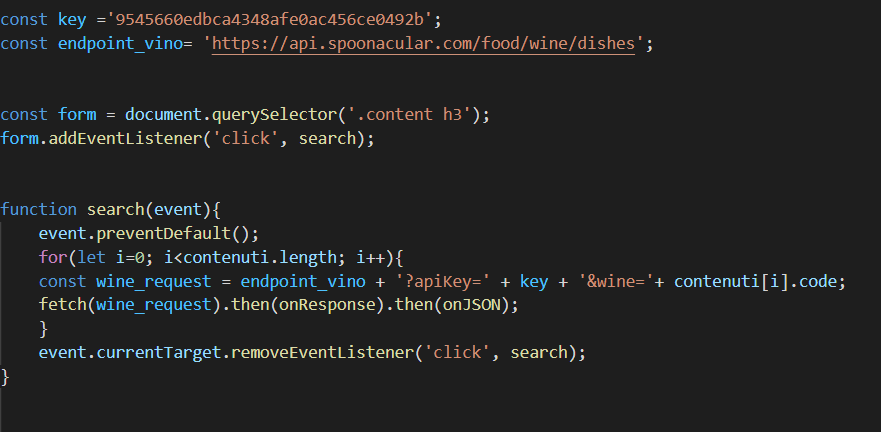 const key ='9545660edbca4348afe0ac456ce0492b';
const endpoint_vino= 'https://api.spoonacular.com/food/wine/dishes';
const form = document.querySelector('.content h3');
form.addEventListener('click', search);
function search(event){
    event.preventDefault();
    for(let i=0; i<contenuti.length; i++){
    const wine_request = endpoint_vino + '?apiKey=' + key + '&wine='+ contenuti[i].code;
    fetch(wine_request).then(onResponse).then(onJSON);
    }
    event.currentTarget.removeEventListener('click', search);
}